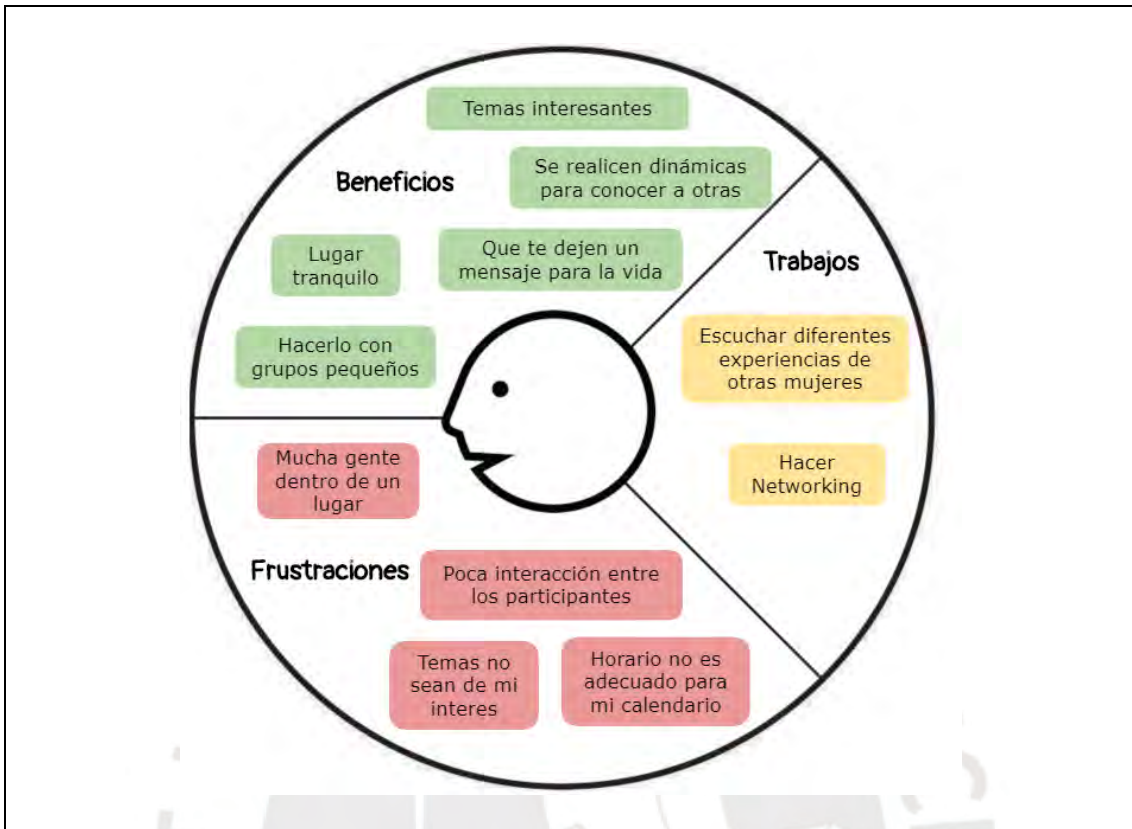 Temas interesantes
Beneficios
Se realicen dinámicas
para conocer a otras
Lugar
tranquilo
Que te dejen un
mensaje para la vida
Hacerlo con
grupos pequeños
Trabajos
Escuchar diferentes
experiencias de
otras mujeres
Hacer
Networking
Mucha gente
dentro de un
lugar
Frustraciones
Poca interacción entre
los participantes
Temas no
sean de mi
interes
Horario no es
adecuado para
mi calendario